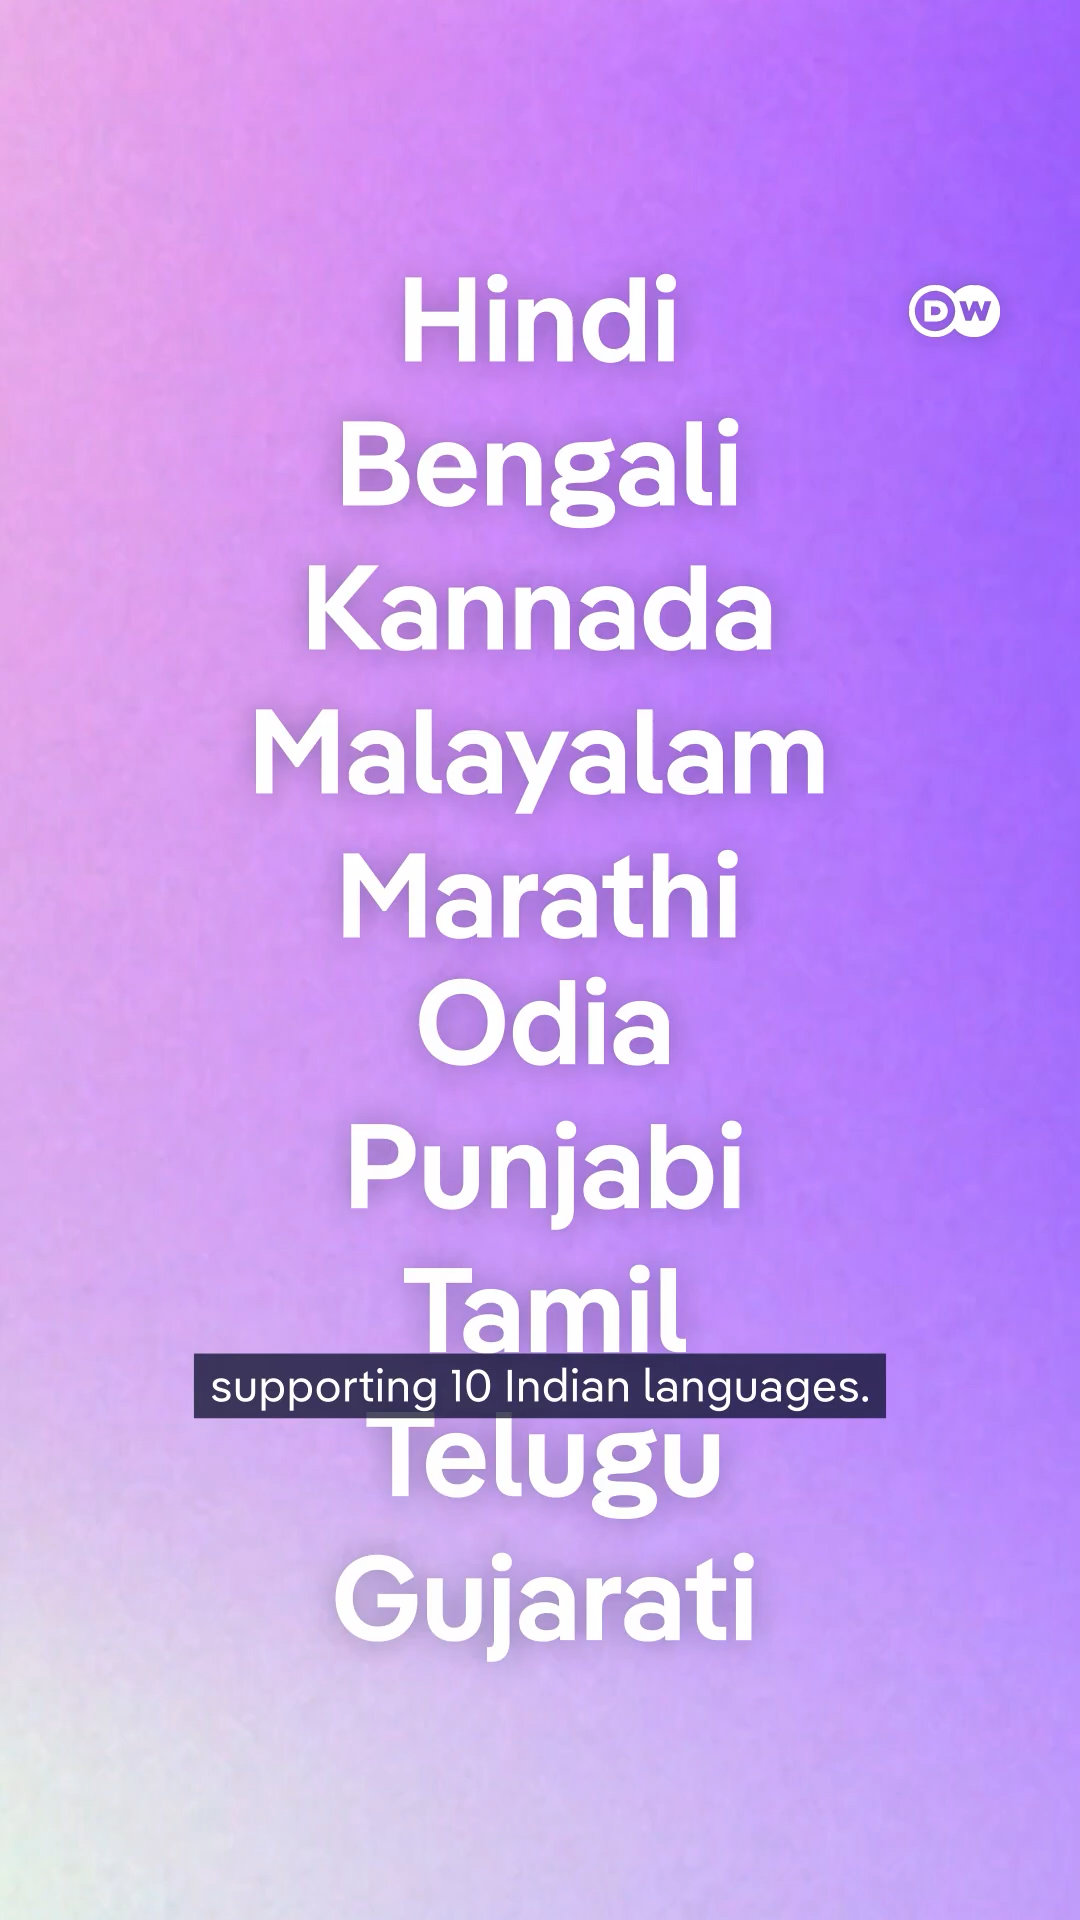 Hindi
DW
Bengali
Kannada
Malayalam
Marathi
Odia
Punjabi
Tamil
supporting 10 Indian languages.
Telugu
Gujarati